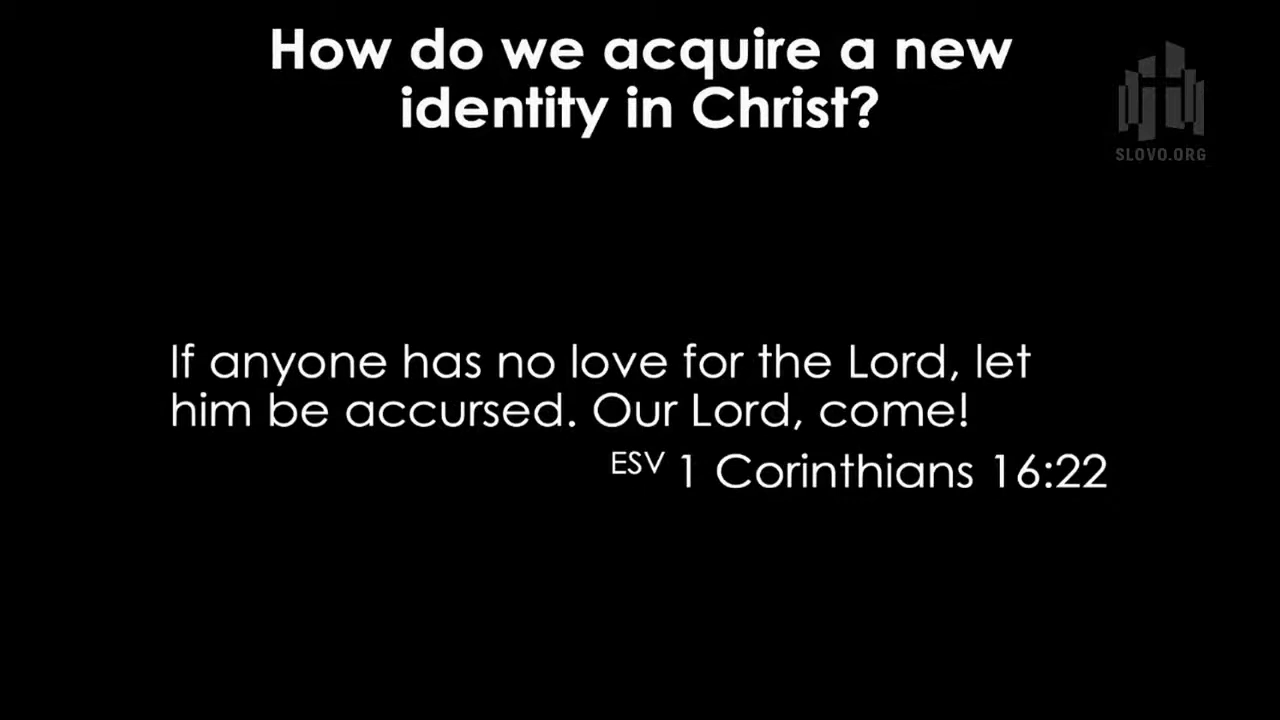 How do we acquire a new
identity in Christ?
SLOVO.ORG
If anyone has no love for the Lord, let
him be accursed. Our Lord, come!
ESV 1 Corinthians 16:22